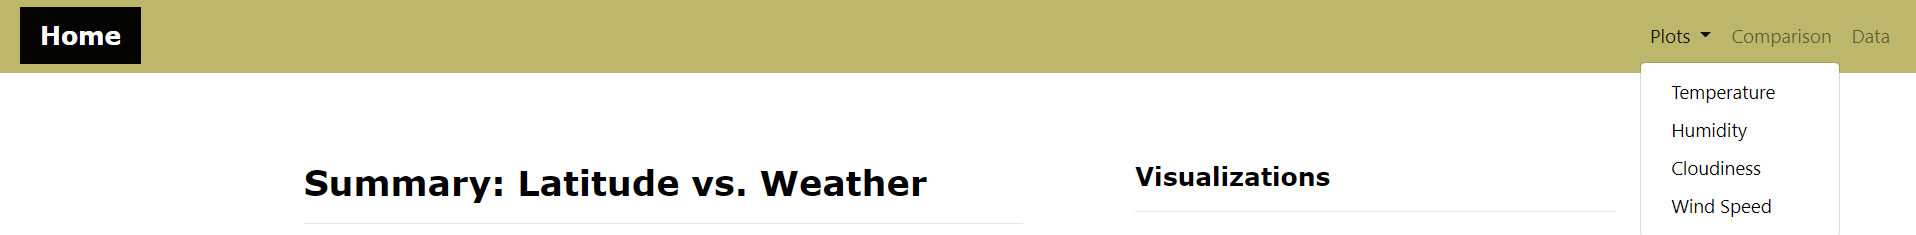 Home
Plots Comparison Data
Temperature
Humidity
Cloudiness
Wind Speed
Summary: Latitude vs. Weather
Visualizations